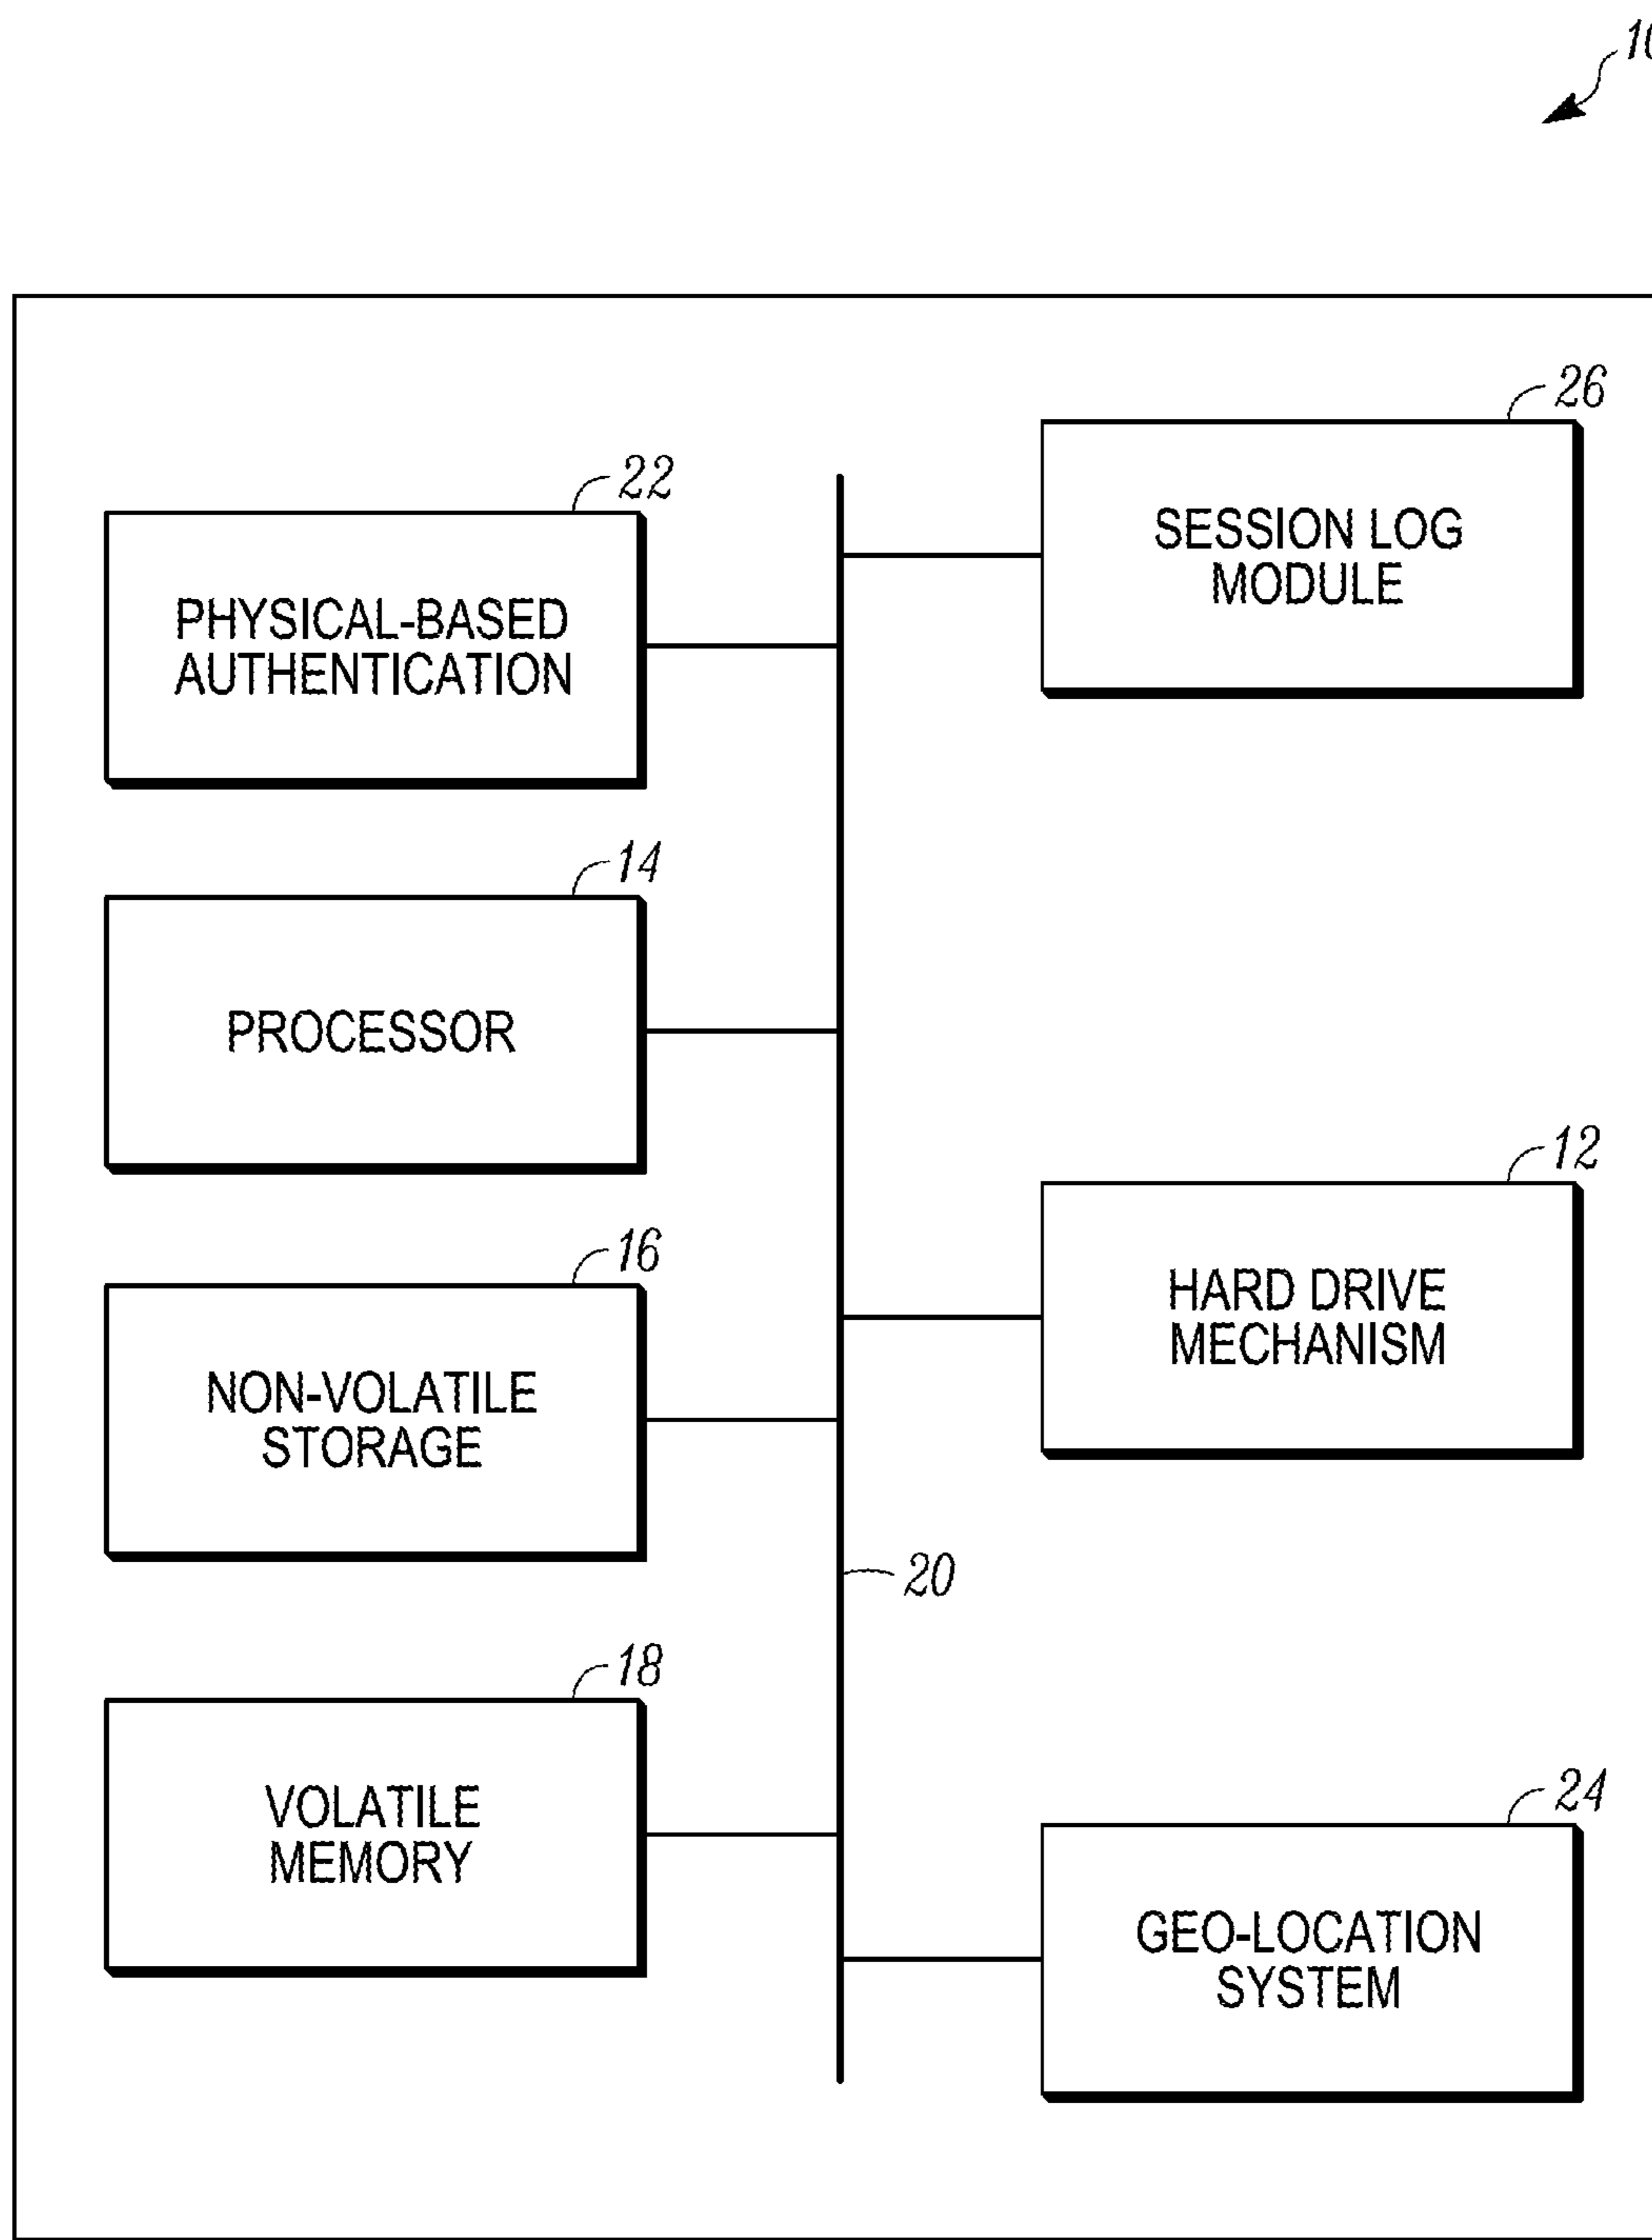 26
SESSION LOG
MODULE
22
PHYSICAL-BASED
AUTHENTICATION
14
PROCESSOR
12
HARD DRIVE
MECHANISM
16
NON-VOLATILE
STORAGE
20
18
VOLATILE
MEMORY
24
GEO-LOCATION
SYSTEM